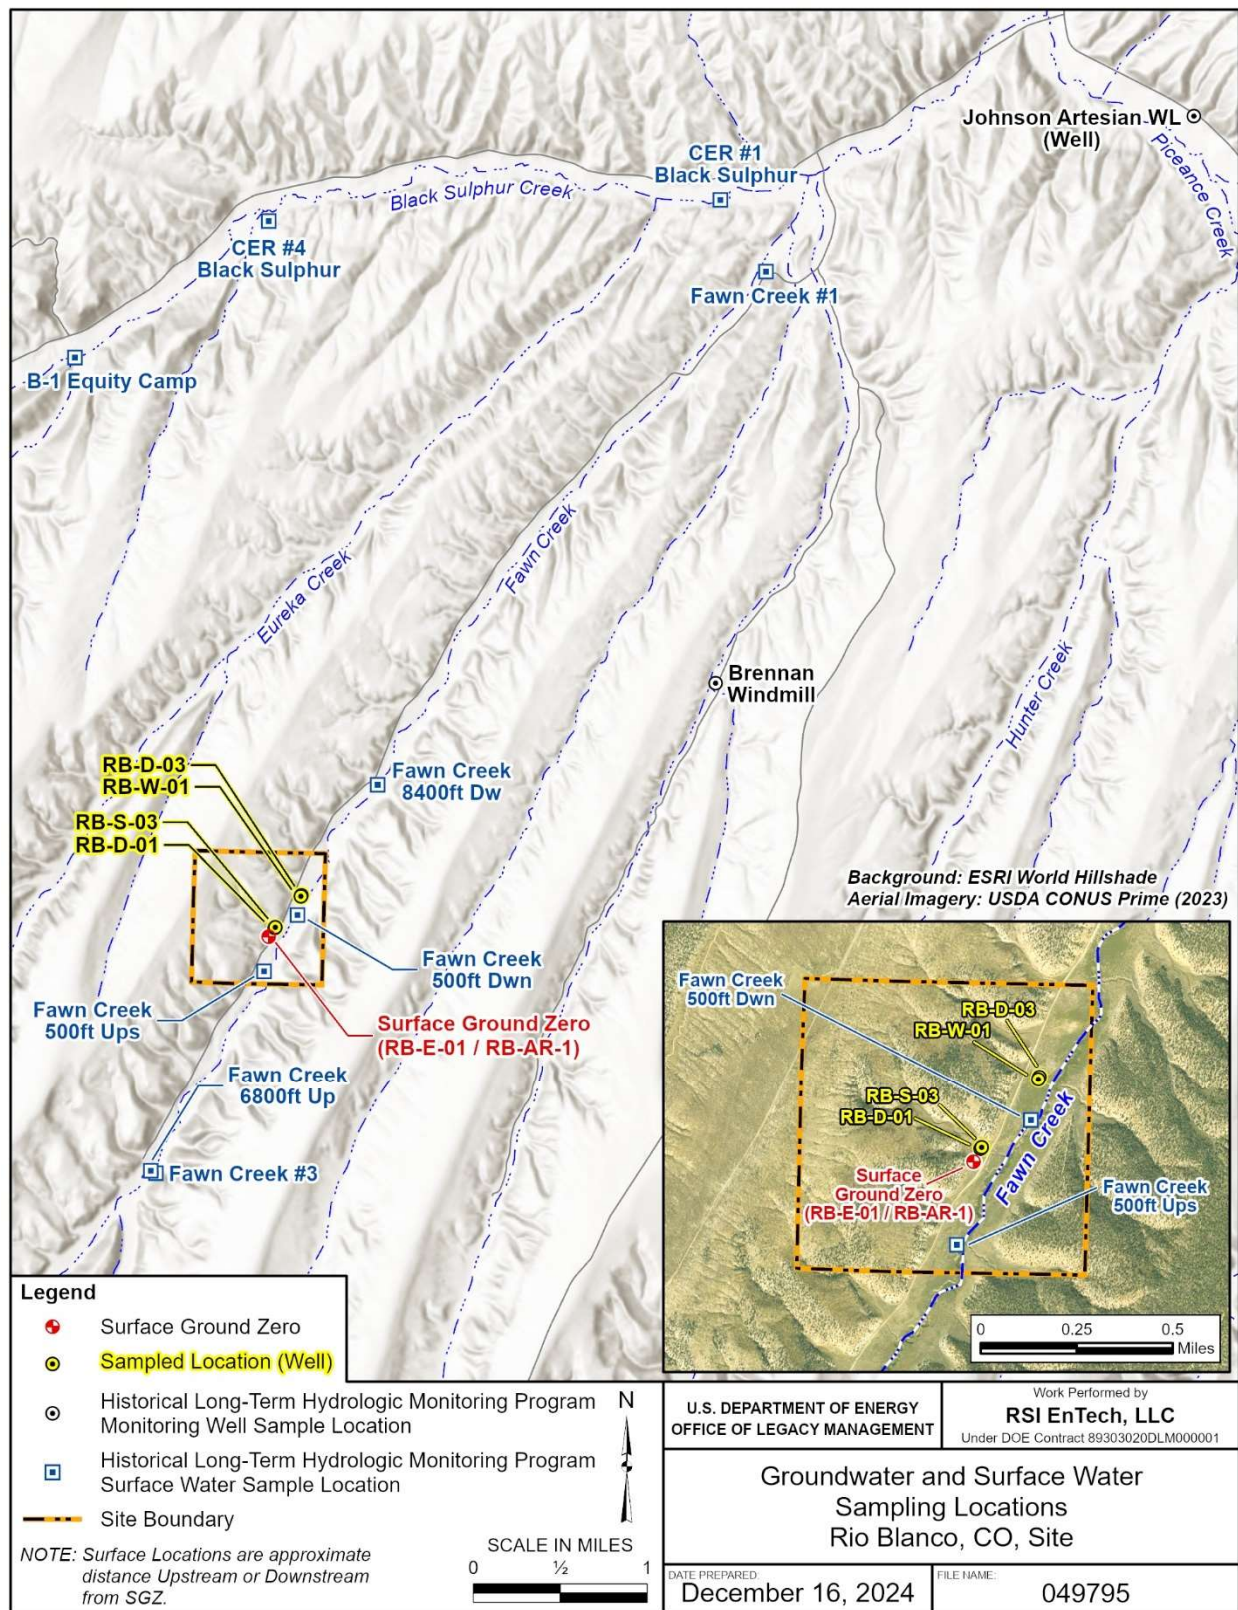 Johnson Artesian WL
(Well)
Piceance Creek
CER #1
Black Sulphur
Black Sulphur Creek
CER #4
Black Sulphur
Fawn Creek #1
B-1 Equity Camp
Fawn Creek
Eureka Creek
Hunter Creek
Brennan
Windmill
RB-D-03
RB-W-01
RB-S-03
RB-D-01
Fawn Creek
8400ft Dw
Background: ESRI World Hillshade
Aerial Imagery: USDA CONUS Prime (2023)
Fawn Creek
500ft Dwn
Fawn Creek
500ft Ups
Surface Ground Zero
(RB-E-01 / RB-AR-1)
Fawn Creek
6800ft Up
Fawn Creek #3
Fawn Creek
500ft Dwn
RB-D-03
RB-W-01
RB-S-03
RB-D-01
Fawn Creek
Surface
Ground Zero
(RB-E-01 / RB-AR-1)
Fawn Creek
500ft Ups
0 0.25 0.5
Miles
Legend
Surface Ground Zero
Sampled Location (Well)
Historical Long-Term Hydrologic Monitoring Program
Monitoring Well Sample Location
Historical Long-Term Hydrologic Monitoring Program
Surface Water Sample Location
Site Boundary
NOTE: Surface Locations are approximate
distance Upstream or Downstream
from SGZ.
N
SCALE IN MILES
0 ½ 1
U.S. DEPARTMENT OF ENERGY
OFFICE OF LEGACY MANAGEMENT
Work Performed by
RSI EnTech, LLC
Under DOE Contract 89303020DLM000001
Groundwater and Surface Water
Sampling Locations
Rio Blanco, CO, Site
DATE PREPARED:
December 16, 2024
FILE NAME:
049795